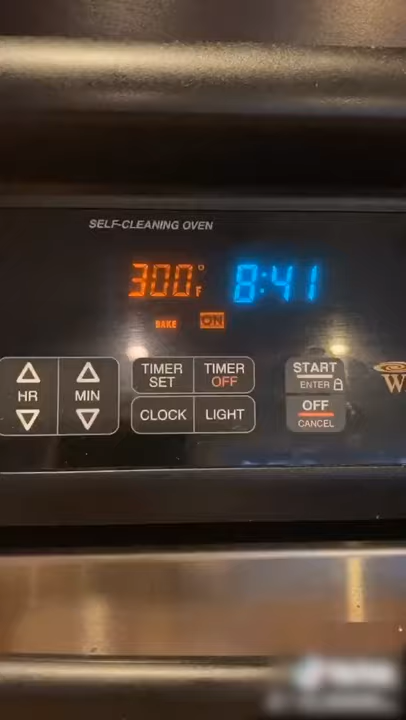 SELF-CLEANING OVEN
300°F 8:41
BAKE ON
HR MIN
TIMER SET TIMER OFF
CLOCK LIGHT
START
ENTER
OFF
CANCEL
W